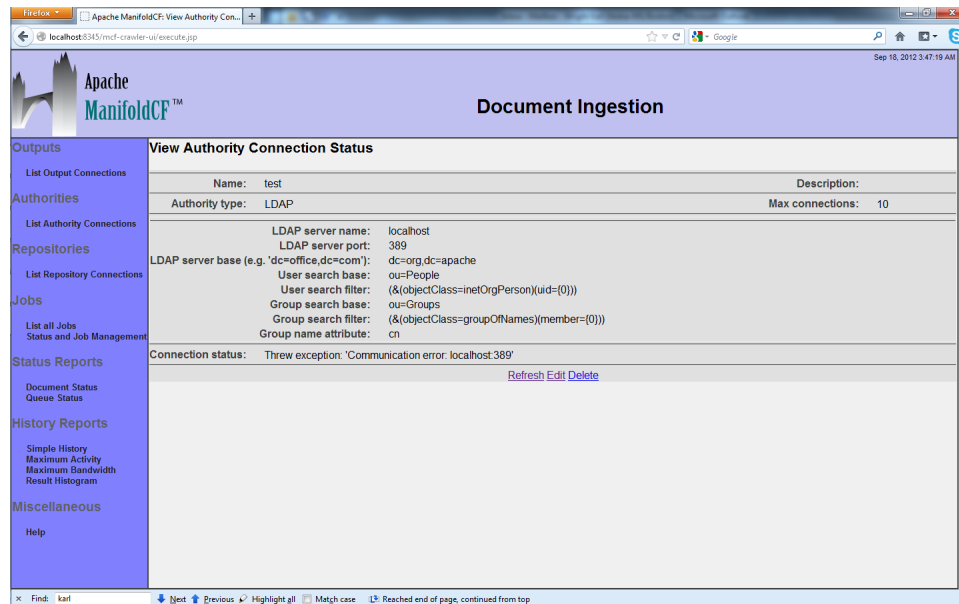 Firefox
Apache ManifoldCF: View Authority Con...
localhost:8345/mcf-crawler-ui/execute.jsp
Google
Sep 18, 2012 3:47:19 AM
Apache
ManifoldCF™
Document Ingestion
Outputs
List Output Connections
Authorities
List Authority Connections
Repositories
List Repository Connections
Jobs
List all Jobs
Status and Job Management
Status Reports
Document Status
Queue Status
History Reports
Simple History
Maximum Activity
Maximum Bandwidth
Result Histogram
Miscellaneous
Help
View Authority Connection Status
Name: test Description:
Authority type: LDAP Max connections: 10
LDAP server name: localhost
LDAP server port: 389
LDAP server base (e.g. 'dc=office,dc=com'): dc=org,dc=apache
User search base: ou=People
User search filter: (&(objectClass=inetOrgPerson)(uid={0}))
Group search base: ou=Groups
Group search filter: (&(objectClass=groupOfNames)(member={0}))
Group name attribute: cn
Connection status: Threw exception: 'Communication error: localhost:389'
Refresh Edit Delete
× Find: karl Next Previous Highlight all Match case Reached end of page, continued from top